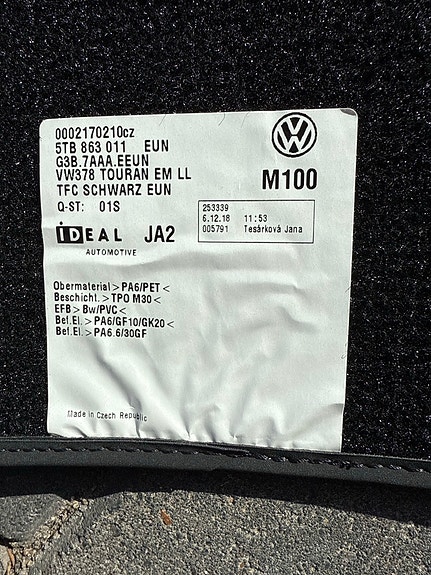 0002170210cz
5TB 863 011 EUN
G3B.7AAA.EEUN
VW378 TOURAN EM LL
TFC SCHWARZ EUN
Q-ST: 01S
M100
253339
6.12.18 11:53
005791 Tesárková Jana
IDEAL JA2
AUTOMOTIVE
Obermaterial>PA6/PET<
Beschicht.>TPO M30<
EFB>Bw/PVC<
Bef.El.>PA6/GF10/GK20<
Bef.El.>PA6.6/30GF
Made in Czech Republic